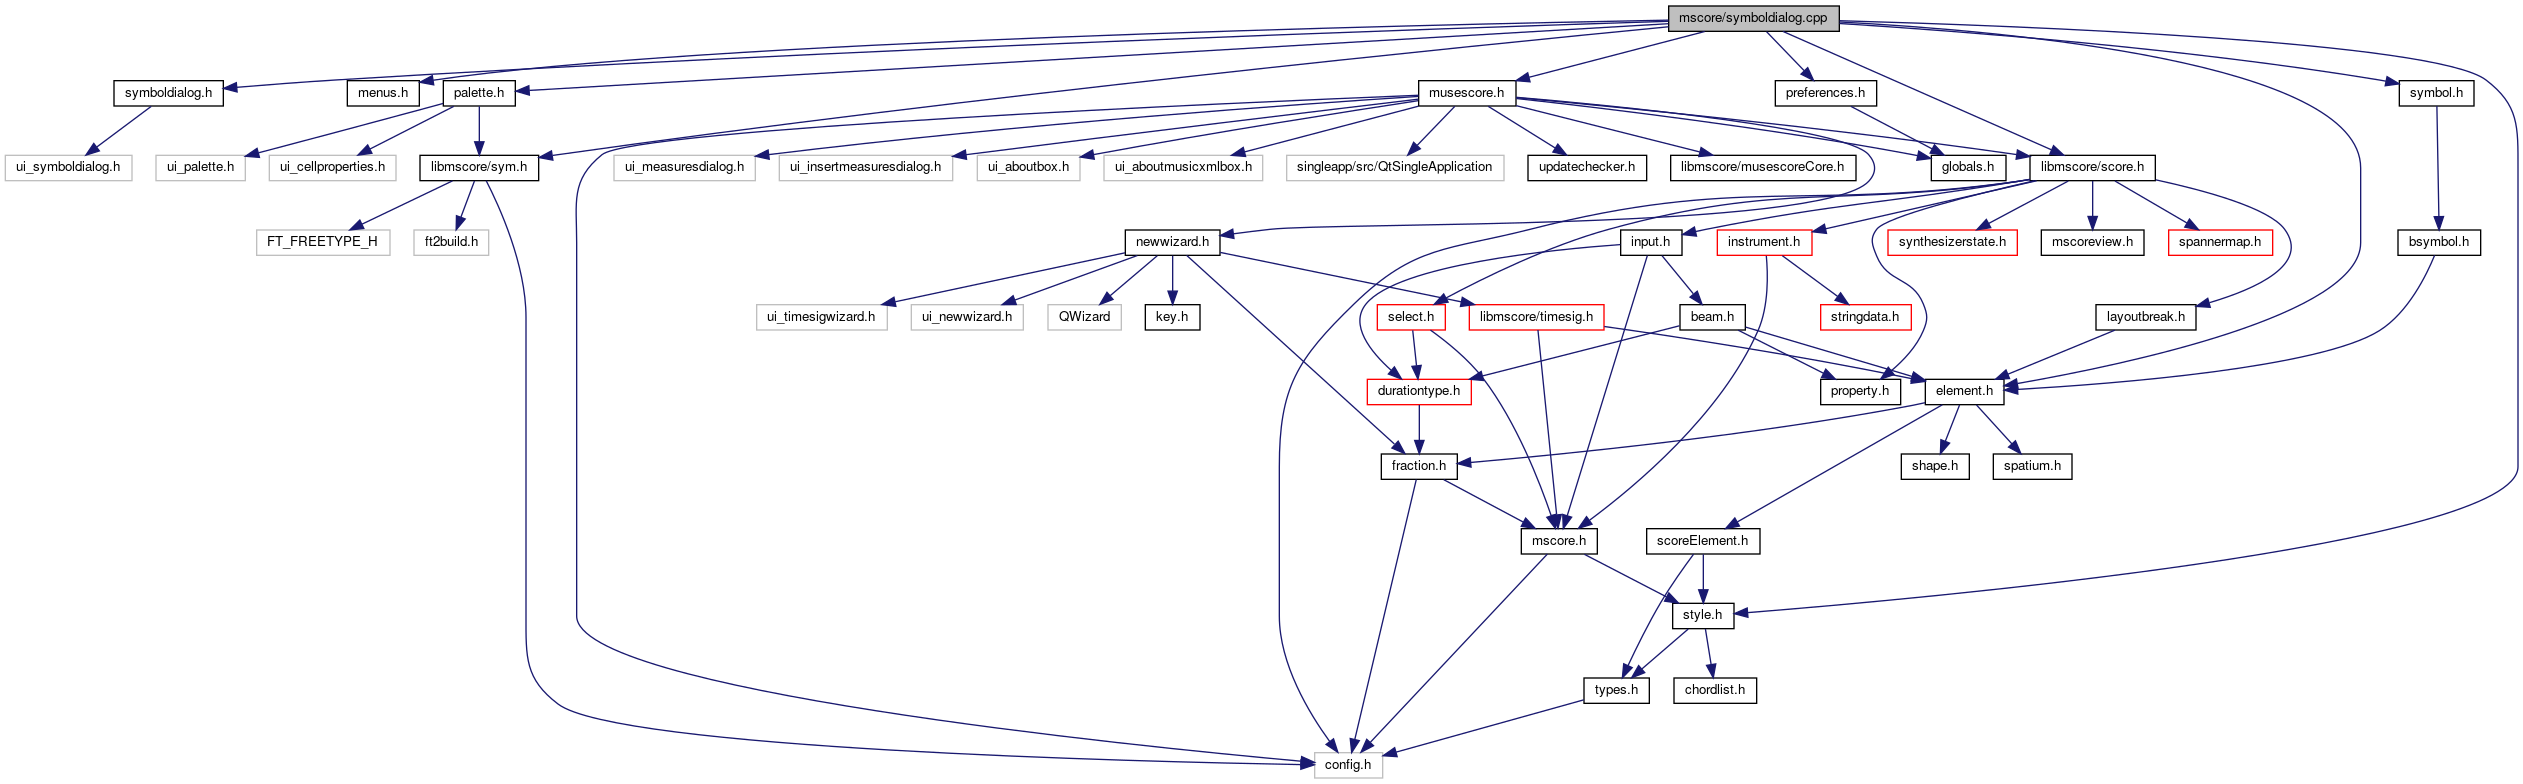 mscore/symboldialog.cpp
symboldialog.h
menus.h
palette.h
musescore.h
preferences.h
symbol.h
ui_symboldialog.h
ui_palette.h
ui_cellproperties.h
libmscore/sym.h
ui_measuresdialog.h
ui_insertmeasuresdialog.h
ui_aboutbox.h
ui_aboutmusicxmlbox.h
singleapp/src/QtSingleApplication
updatechecker.h
libmscore/musescoreCore.h
globals.h
libmscore/score.h
FT_FREETYPE_H
ft2build.h
newwizard.h
input.h
instrument.h
synthesizerstate.h
mscoreview.h
spannermap.h
bsymbol.h
ui_timesigwizard.h
ui_newwizard.h
QWizard
key.h
select.h
libmscore/timesig.h
beam.h
stringdata.h
layoutbreak.h
durationtype.h
property.h
element.h
fraction.h
shape.h
spatium.h
mscore.h
scoreElement.h
style.h
types.h
chordlist.h
config.h